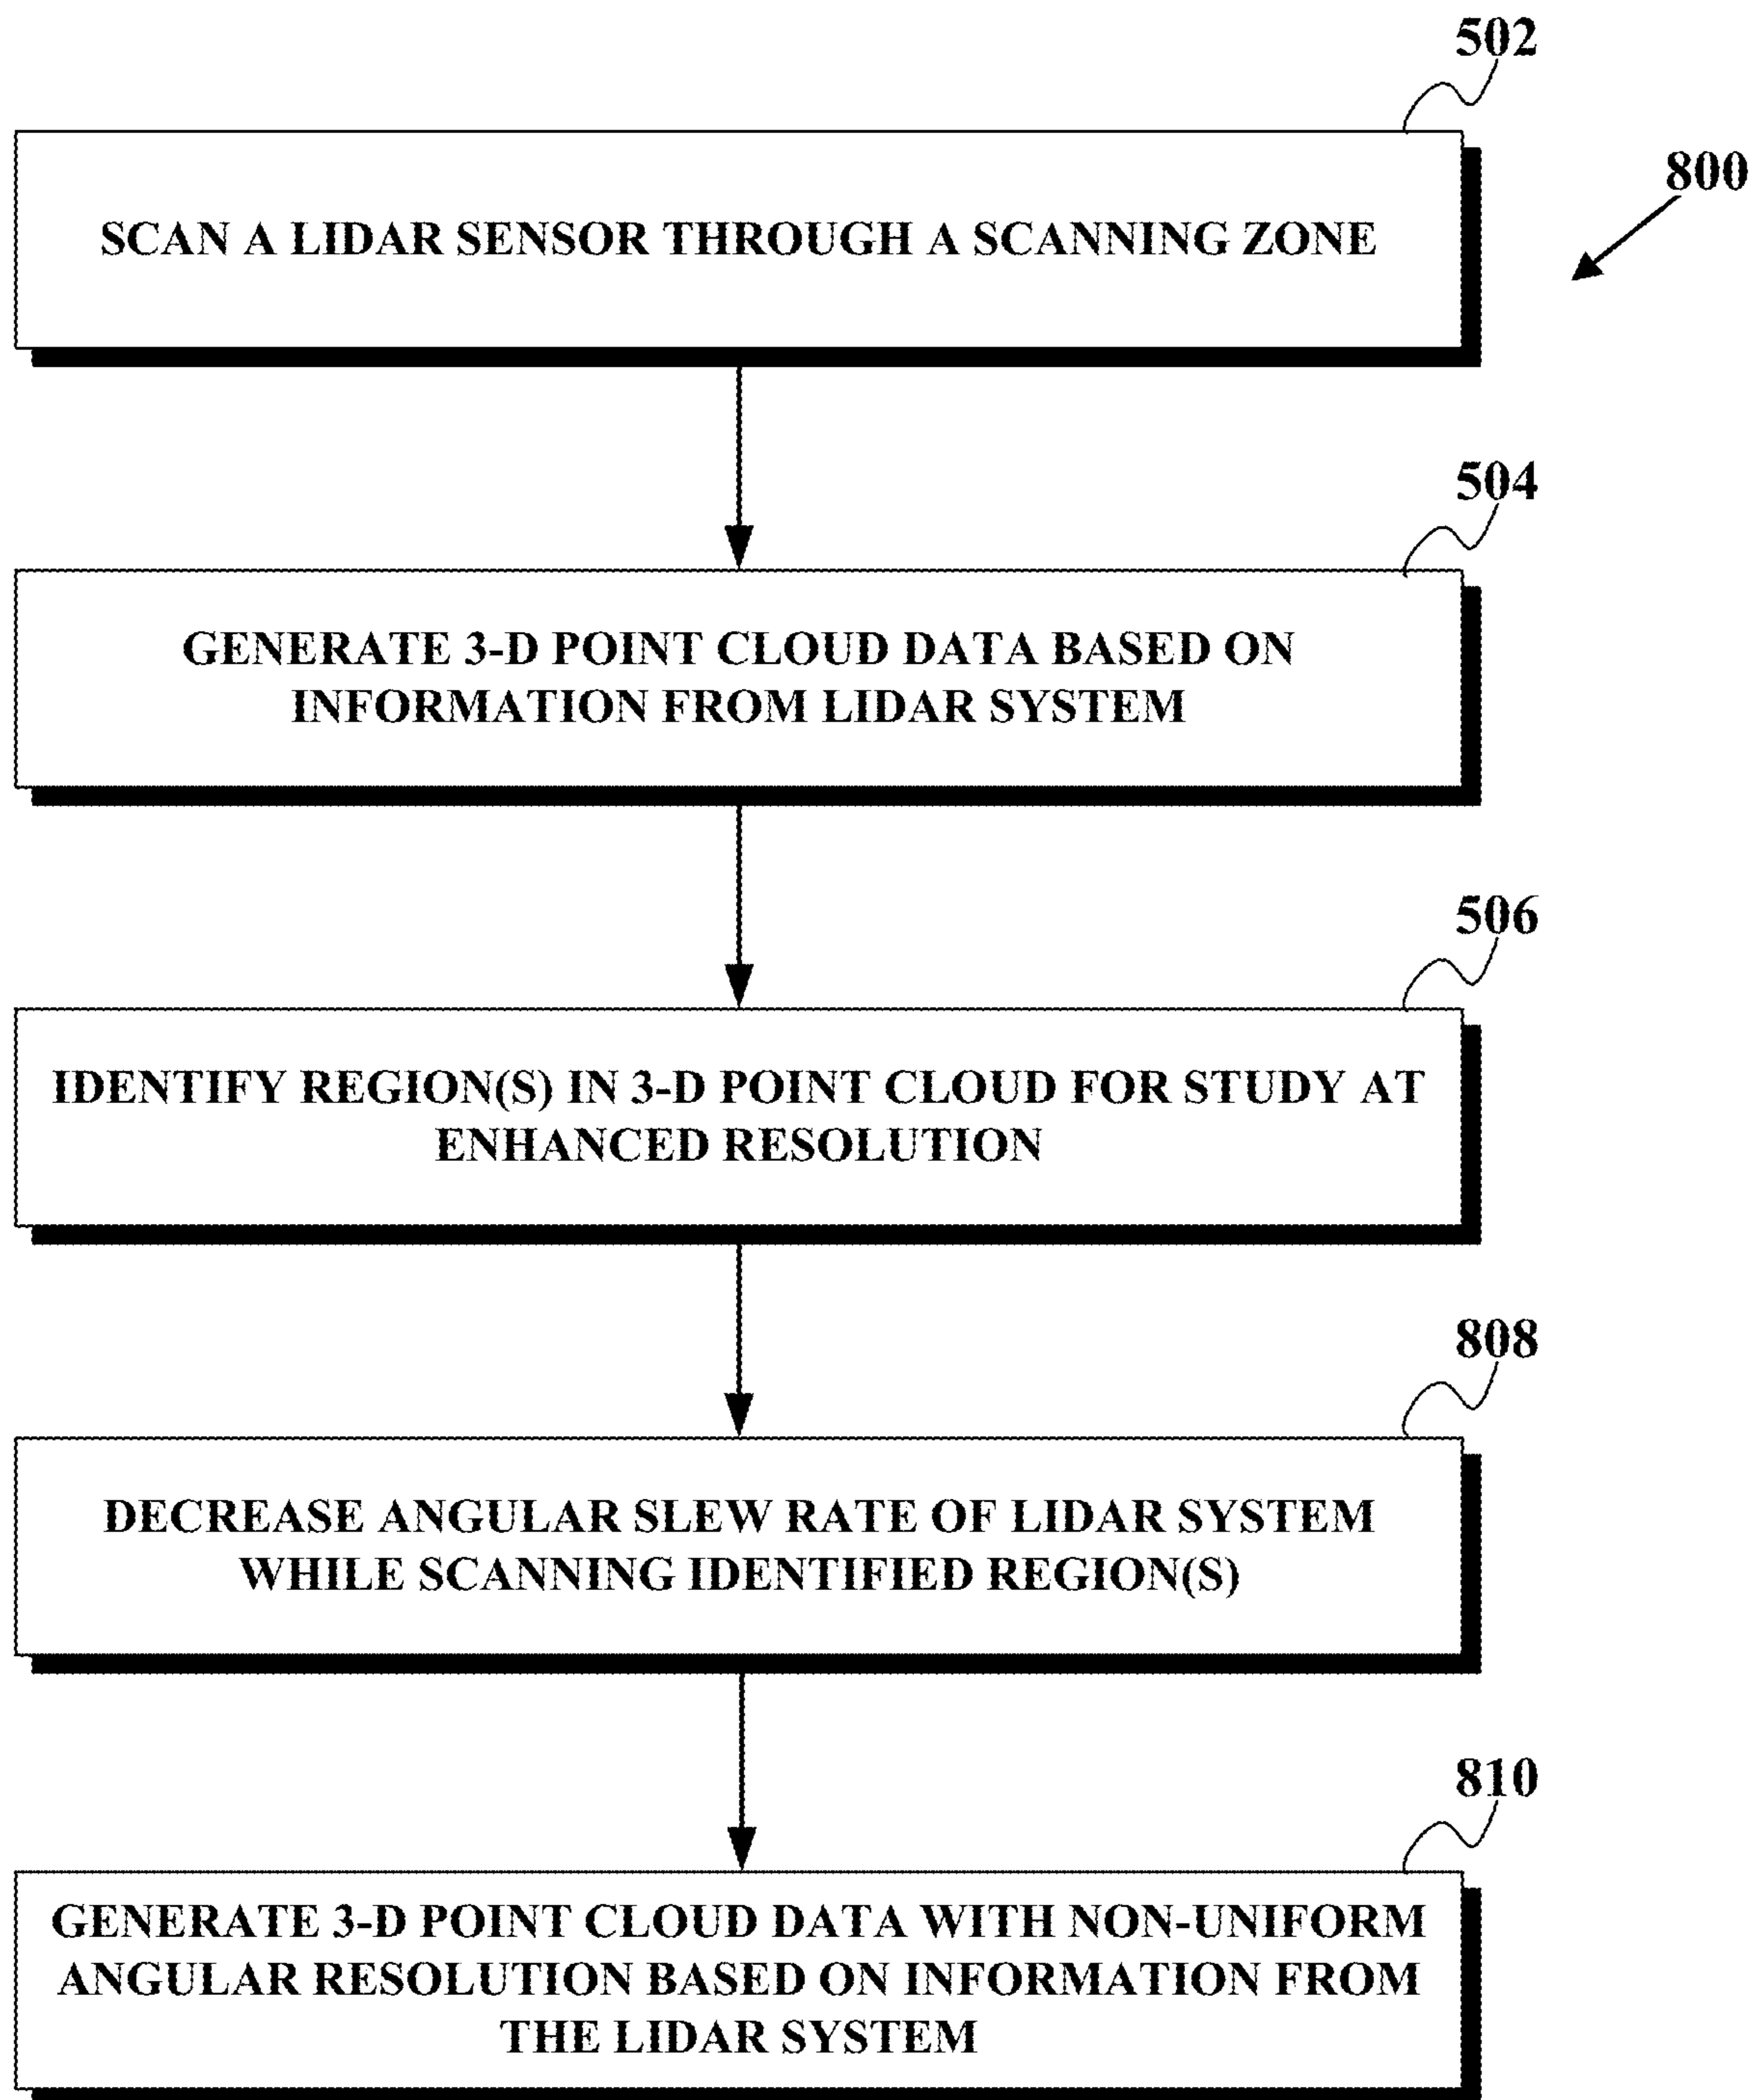 502
800
SCAN A LIDAR SENSOR THROUGH A SCANNING ZONE
504
GENERATE 3-D POINT CLOUD DATA BASED ON
INFORMATION FROM LIDAR SYSTEM
506
IDENTIFY REGION(S) IN 3-D POINT CLOUD FOR STUDY AT
ENHANCED RESOLUTION
808
DECREASE ANGULAR SLEW RATE OF LIDAR SYSTEM
WHILE SCANNING IDENTIFIED REGION(S)
810
GENERATE 3-D POINT CLOUD DATA WITH NON-UNIFORM
ANGULAR RESOLUTION BASED ON INFORMATION FROM
THE LIDAR SYSTEM